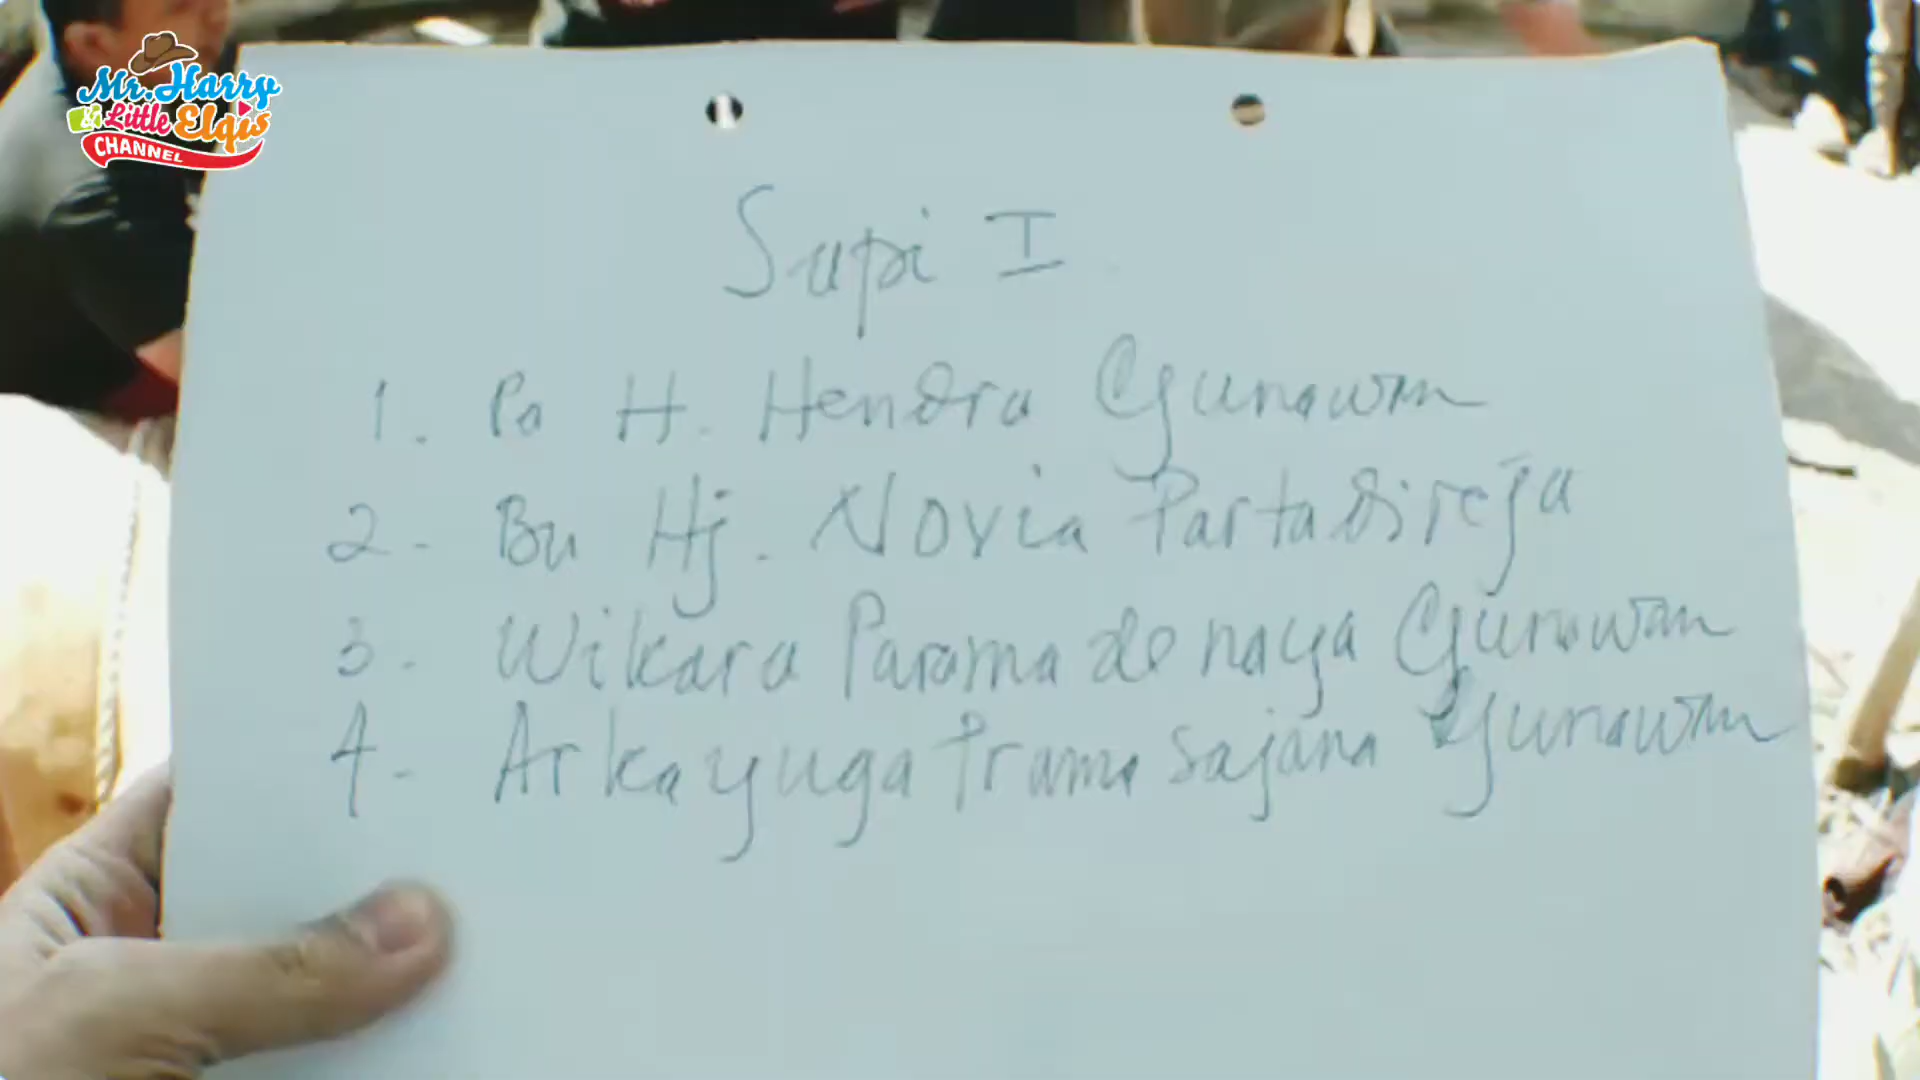 Mr. Harry
& Little Elqis
CHANNEL
Sapi I
1. Pa H. Hendra Gunawan
2. Bu Hj. Novia Partadireja
3. Wikara Paramadenaya Gunawan
4. Arkayuga Pramasajana Gunawan